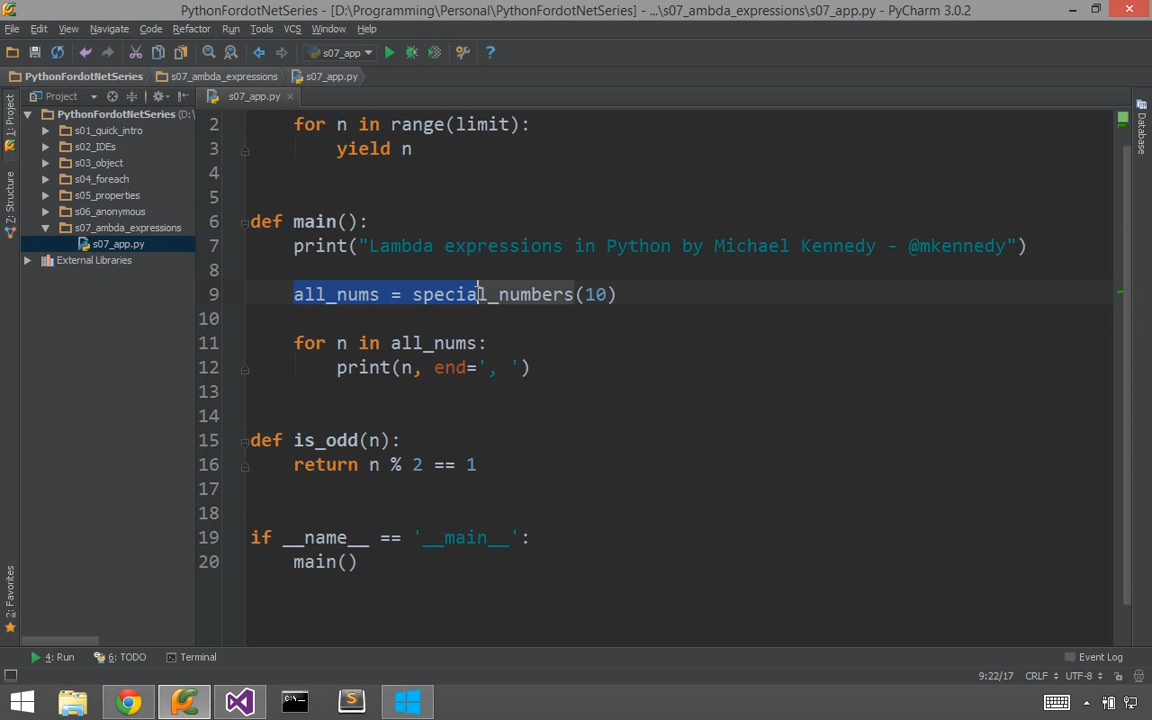 PythonFordotNetSeries - [D:\Programming\Personal\PythonFordotNetSeries] - ...\s07_ambda_expressions\s07_app.py - PyCharm 3.0.2
File Edit View Navigate Code Refactor Run Tools VCS Window Help
s07_app
PythonFordotNetSeries s07_ambda_expressions s07_app.py
Project
s07_app.py
1: Project
Z: Structure
2: Favorites
Database
PythonFordotNetSeries (D:\
s01_quick_intro
s02_IDEs
s03_object
s04_foreach
s05_properties
s06_anonymous
s07_ambda_expressions
s07_app.py
External Libraries
2 for n in range(limit):
3 yield n
4
5
6 def main():
7 print("Lambda expressions in Python by Michael Kennedy - @mkennedy")
8
9 all_nums = special_numbers(10)
10
11 for n in all_nums:
12 print(n, end=', ')
13
14
15 def is_odd(n):
16 return n % 2 == 1
17
18
19 if __name__ == '__main__':
20 main()
4: Run 6: TODO Terminal Event Log
9:22/17 CRLF UTF-8